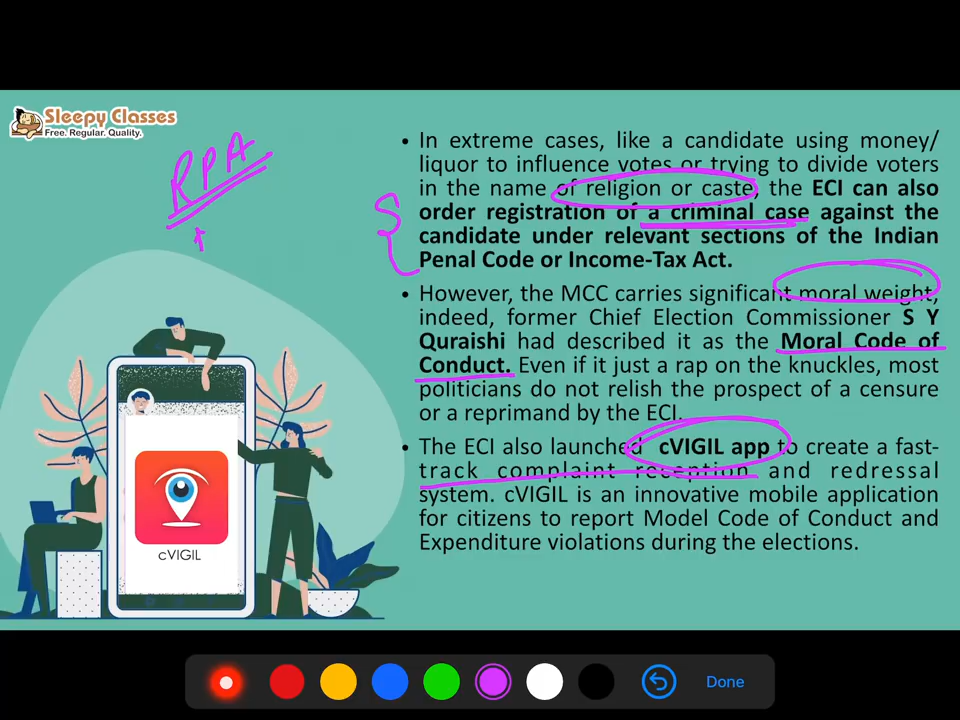 Sleepy Classes
Free. Regular. Quality.
RPA
• In extreme cases, like a candidate using money/
liquor to influence votes or trying to divide voters
in the name of religion or caste, the ECI can also
order registration of a criminal case against the
candidate under relevant sections of the Indian
Penal Code or Income-Tax Act.
• However, the MCC carries significant moral weight,
indeed, former Chief Election Commissioner S Y
Quraishi had described it as the Moral Code of
Conduct. Even if it just a rap on the knuckles, most
politicians do not relish the prospect of a censure
or a reprimand by the ECI.
• The ECI also launched cVIGIL app to create a fast-
track complaint reception and redressal
system. cVIGIL is an innovative mobile application
for citizens to report Model Code of Conduct and
Expenditure violations during the elections.
cVIGIL
Done